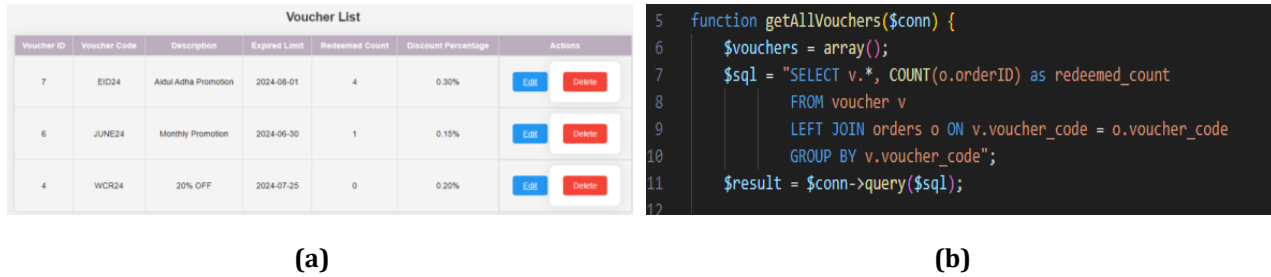 Voucher List
Voucher ID Voucher Code Description Expired Limit Redeemed Count Discount Percentage Actions
7 EID24 Aidul Adha Promotion 2024-08-01 4 0.30% Edit Delete
6 JUNE24 Monthly Promotion 2024-06-30 1 0.15% Edit Delete
4 WCR24 20% OFF 2024-07-25 0 0.20% Edit Delete
(a)
5 function getAllVouchers($conn) {
6 $vouchers = array();
7 $sql = "SELECT v.*, COUNT(o.orderID) as redeemed_count
8 FROM voucher v
9 LEFT JOIN orders o ON v.voucher_code = o.voucher_code
10 GROUP BY v.voucher_code";
11 $result = $conn->query($sql);
12
(b)